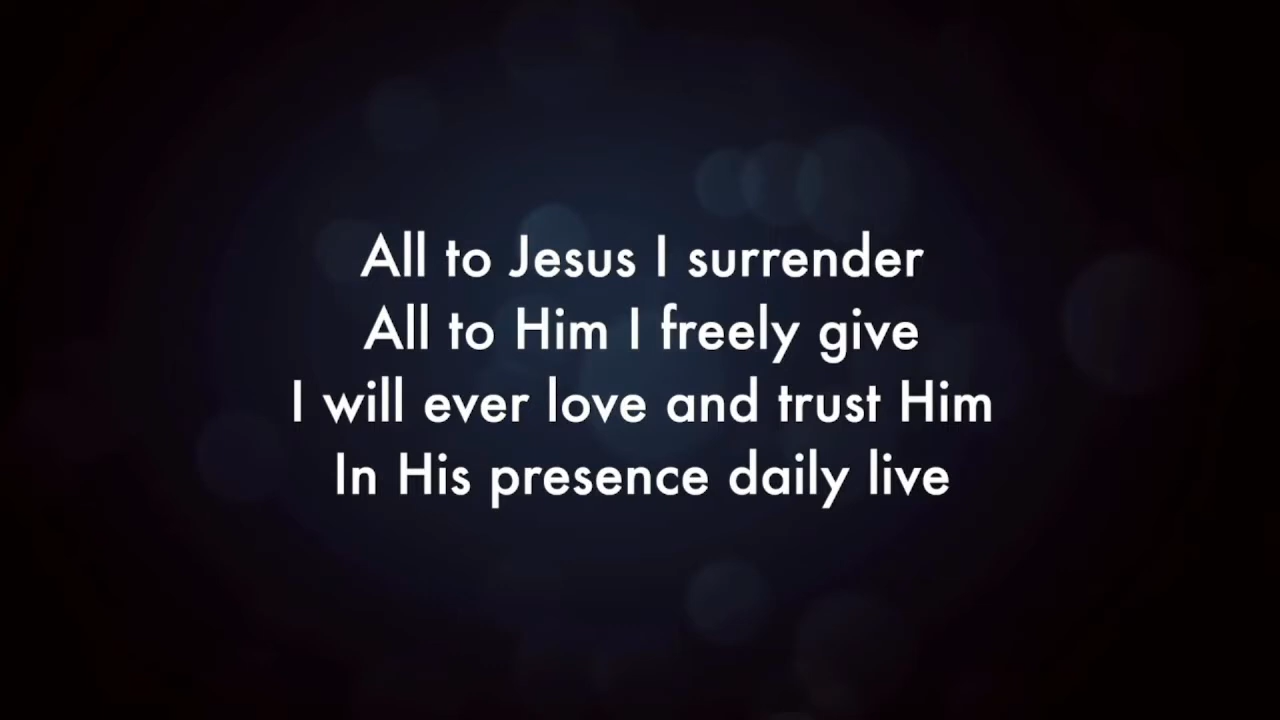 All to Jesus I surrender
All to Him I freely give
I will ever love and trust Him
In His presence daily live